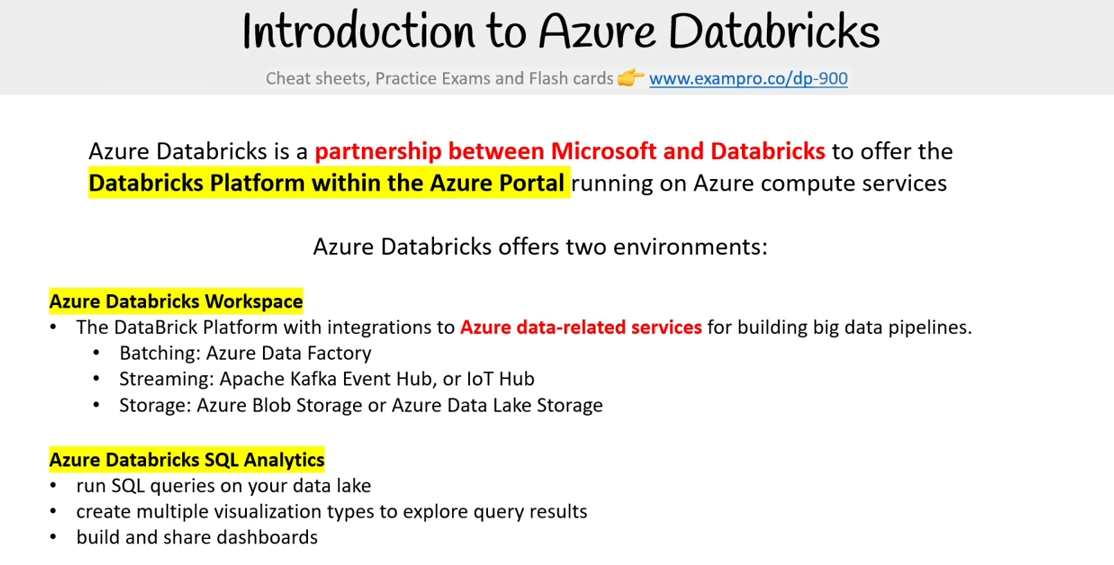 Introduction to Azure Databricks
Cheat sheets, Practice Exams and Flash cards 👉 www.exampro.co/dp-900
Azure Databricks is a partnership between Microsoft and Databricks to offer the
Databricks Platform within the Azure Portal running on Azure compute services
Azure Databricks offers two environments:
Azure Databricks Workspace
• The DataBrick Platform with integrations to Azure data-related services for building big data pipelines.
• Batching: Azure Data Factory
• Streaming: Apache Kafka Event Hub, or IoT Hub
• Storage: Azure Blob Storage or Azure Data Lake Storage
Azure Databricks SQL Analytics
• run SQL queries on your data lake
• create multiple visualization types to explore query results
• build and share dashboards